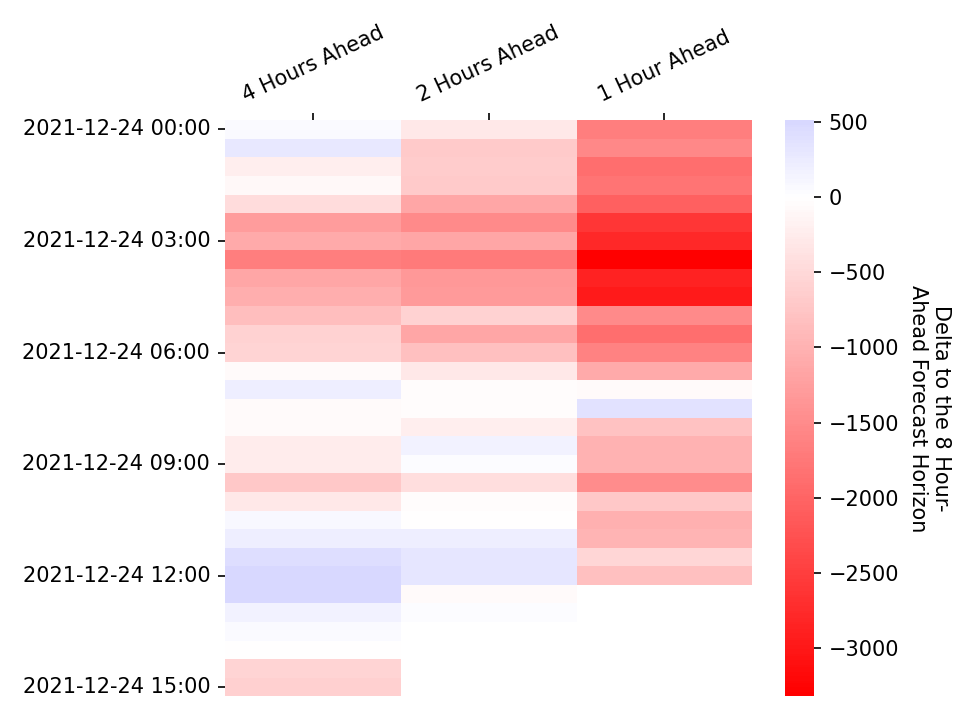 4 Hours Ahead
2 Hours Ahead
1 Hour Ahead
2021-12-24 00:00
2021-12-24 03:00
2021-12-24 06:00
2021-12-24 09:00
2021-12-24 12:00
2021-12-24 15:00
500
0
−500
−1000
−1500
−2000
−2500
−3000
Delta to the 8 Hour-
Ahead Forecast Horizon